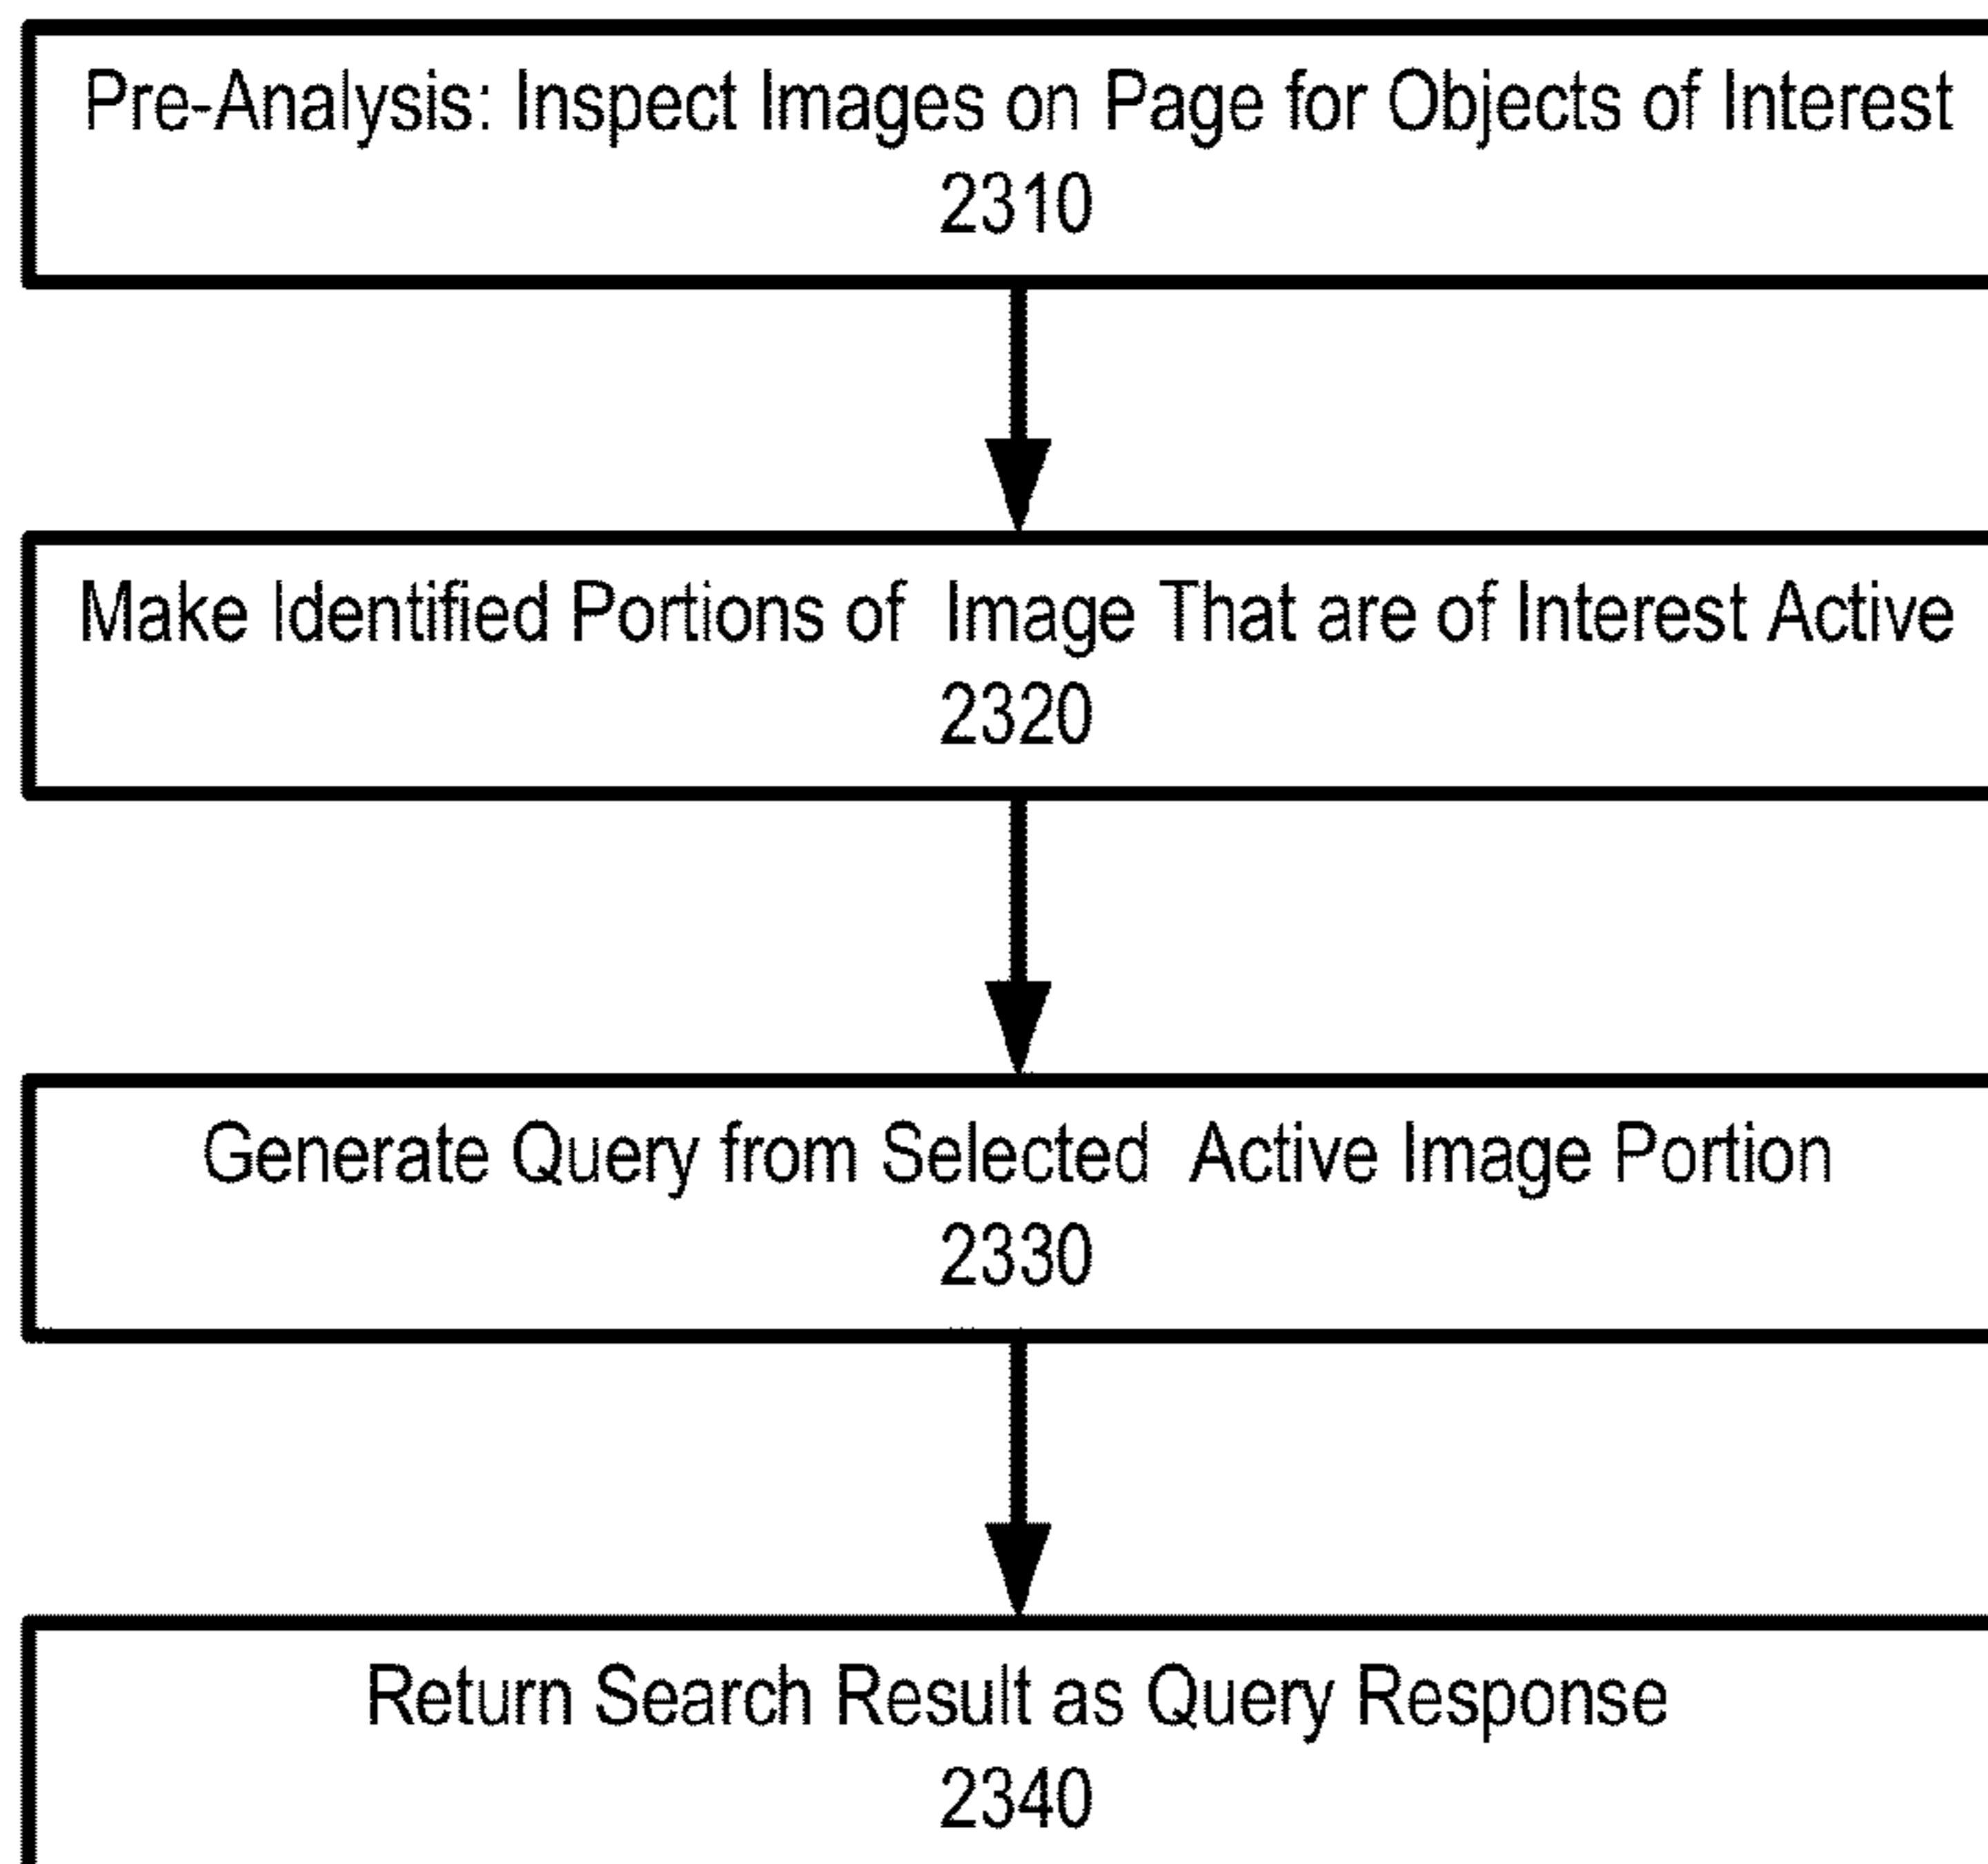 Pre-Analysis: Inspect Images on Page for Objects of Interest
2310
Make Identified Portions of Image That are of Interest Active
2320
Generate Query from Selected Active Image Portion
2330
Return Search Result as Query Response
2340